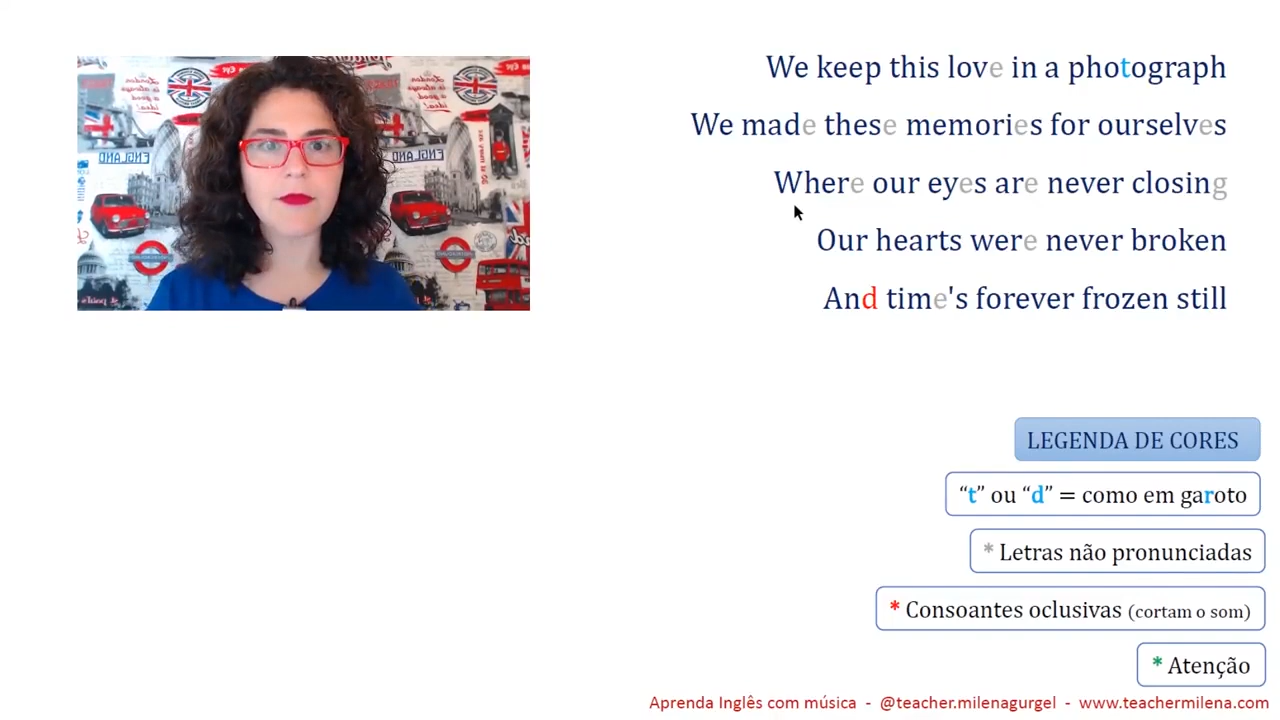 We keep this love in a photograph
We made these memories for ourselves
Where our eyes are never closing
Our hearts were never broken
And time's forever frozen still
ENGLAND
ENGLAND
LEGENDA DE CORES
“t” ou “d” = como em garoto
* Letras não pronunciadas
* Consoantes oclusivas (cortam o som)
* Atenção
Aprenda Inglês com música - @teacher.milenagurgel - www.teachermilena.com